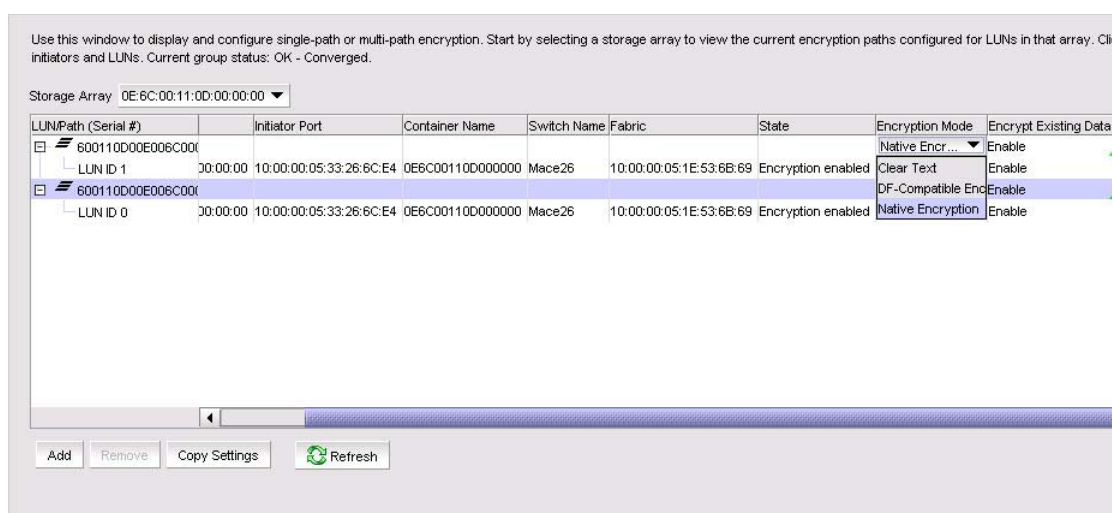 Use this window to display and configure single-path or multi-path encryption. Start by selecting a storage array to view the current encryption paths configured for LUNs in that array. Cli
initiators and LUNs. Current group status: OK - Converged.
Storage Array 0E:6C:00:11:0D:00:00:00
LUN/Path (Serial #) Initiator Port Container Name Switch Name Fabric State Encryption Mode Encrypt Existing Data
600110D00E006C00( Native Encr... Enable
LUN ID 1 00:00:00 10:00:00:05:33:26:6C:E4 0E6C00110D000000 Mace26 10:00:00:05:1E:53:6B:69 Encryption enabled Clear Text Enable
600110D00E006C00( DF-Compatible Enc Enable
LUN ID 0 00:00:00 10:00:00:05:33:26:6C:E4 0E6C00110D000000 Mace26 10:00:00:05:1E:53:6B:69 Encryption enabled Native Encryption Enable
Add Remove Copy Settings Refresh